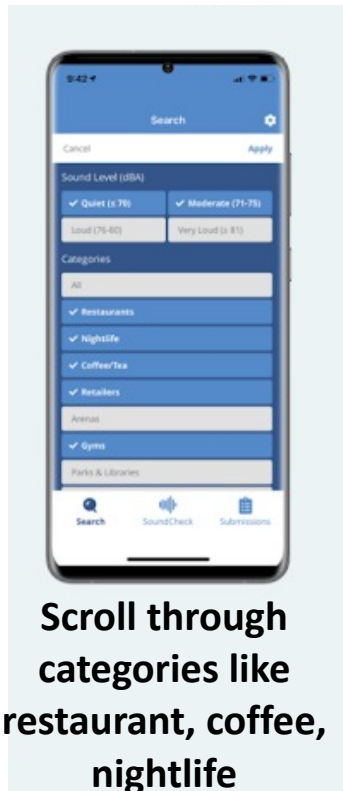 9:42
Search
Cancel Apply
Sound Level (dBA)
✓ Quiet (≤ 70) ✓ Moderate (71-75)
Loud (76-80) Very Loud (≥ 81)
Categories
All
✓ Restaurants
✓ Nightlife
✓ Coffee/Tea
✓ Retailers
Arenas
✓ Gyms
Parks & Libraries
Search SoundCheck Submissions
Scroll through
categories like
restaurant, coffee,
nightlife